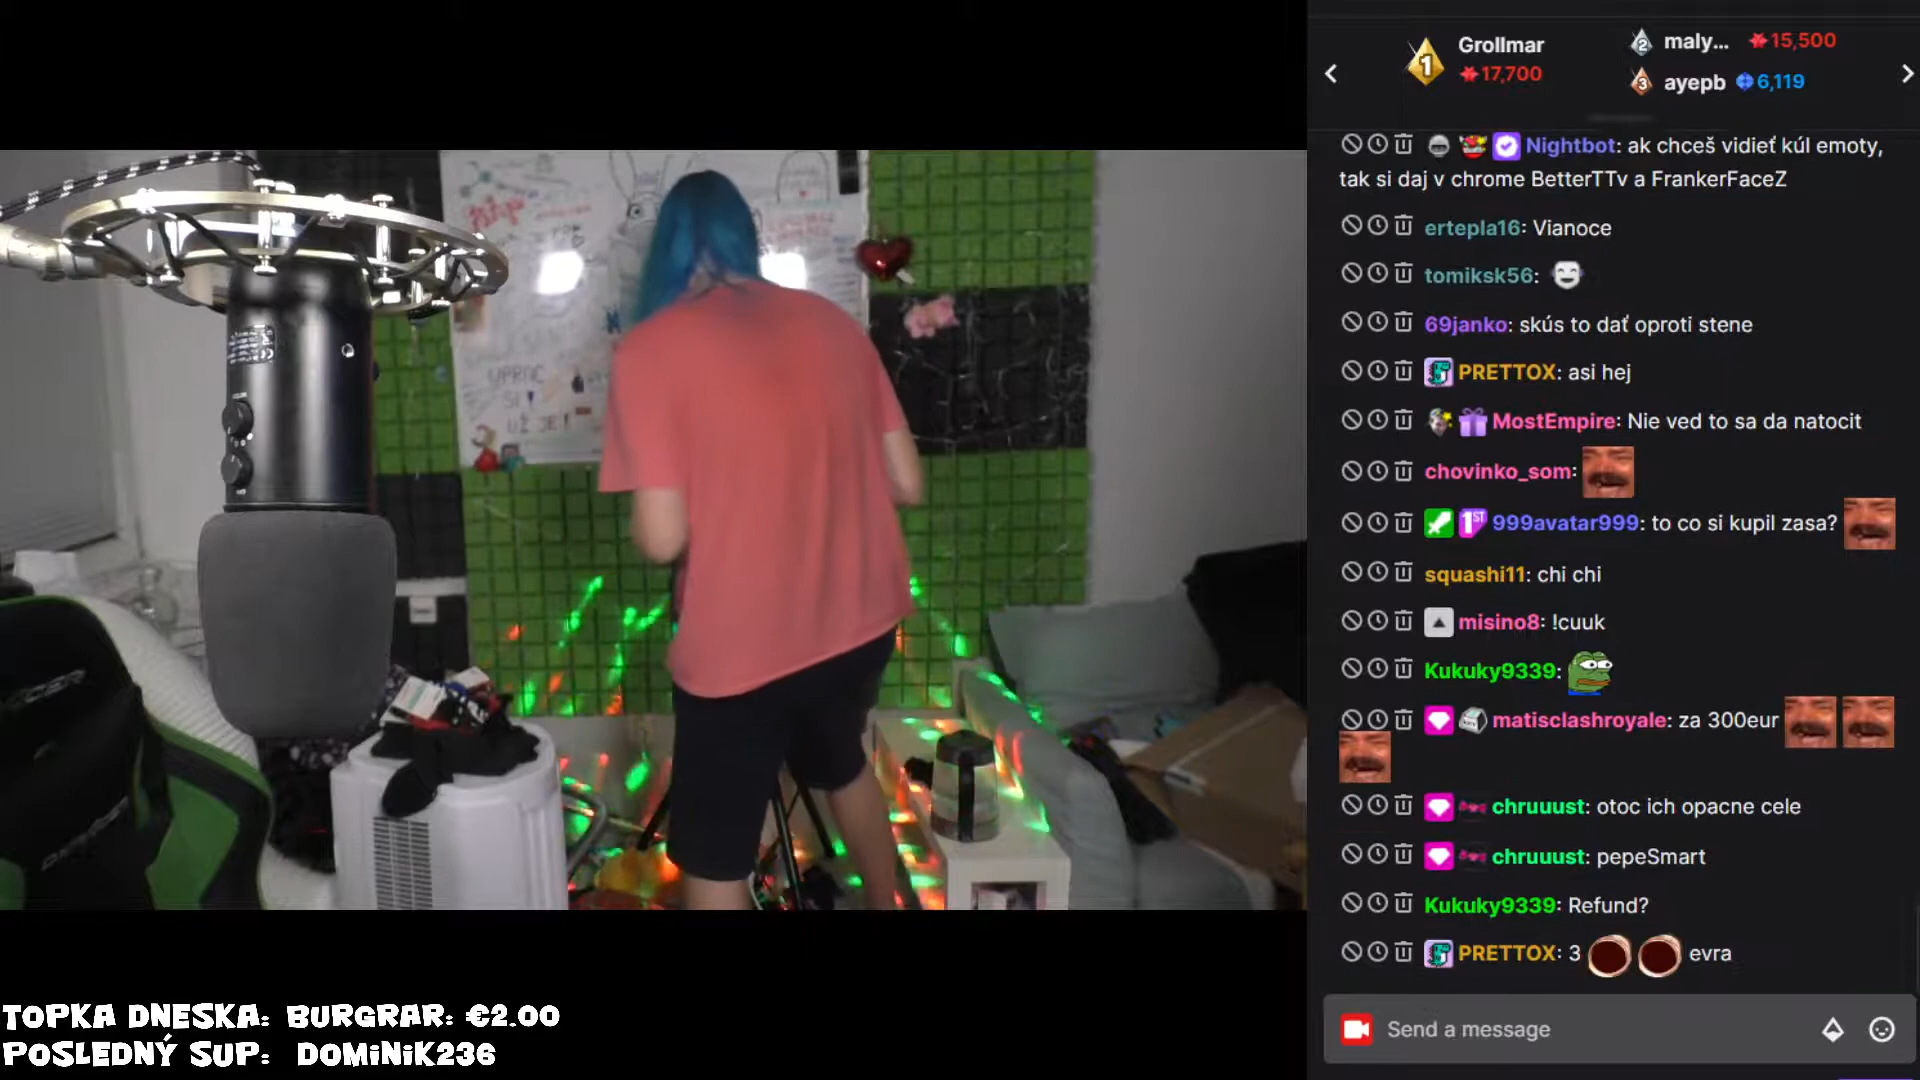 Grollmar
17,700
maly...
15,500
ayepb
6,119
Nightbot: ak chceš vidieť kúl emoty,
tak si daj v chrome BetterTTv a FrankerFaceZ
ertepla16: Vianoce
tomiksk56:
69janko: skús to dať oproti stene
PRETTOX: asi hej
MostEmpire: Nie ved to sa da natocit
chovinko_som:
999avatar999: to co si kupil zasa?
squashi11: chi chi
misino8: !cuuk
Kukuky9339:
matisclashroyale: za 300eur
chruuust: otoc ich opacne cele
chruuust: pepeSmart
Kukuky9339: Refund?
PRETTOX: 3 evra
Send a message
UPRAC
SI
UŽ JE!
TOPKA DNESKA: BURGRAR: €2.00
POSLEDNÝ SUP: DOMINIK236